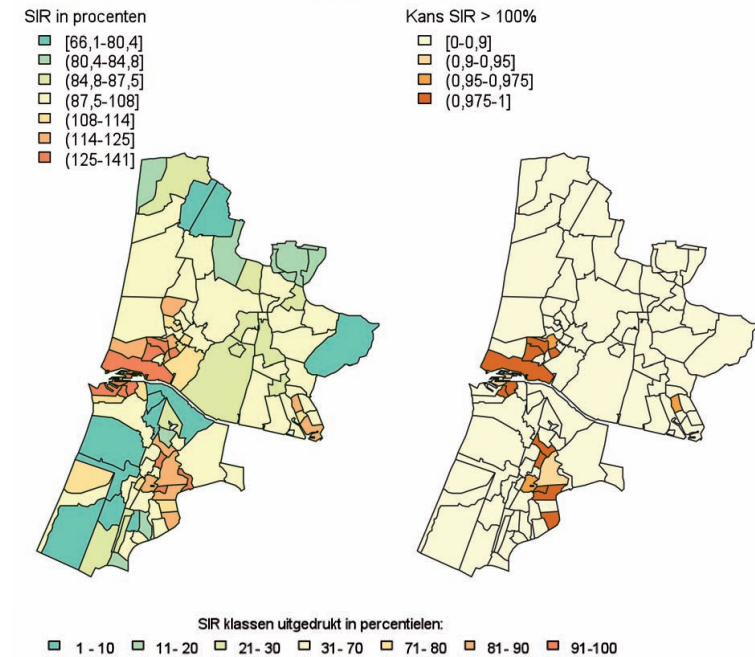 SIR in procenten
[66,1-80,4]
(80,4-84,8]
(84,8-87,5]
(87,5-108]
(108-114]
(114-125]
(125-141]
Kans SIR > 100%
[0-0,9]
(0,9-0,95]
(0,95-0,975]
(0,975-1]
SIR klassen uitgedrukt in percentielen:
1 - 10 11- 20 21- 30 31- 70 71- 80 81- 90 91-100